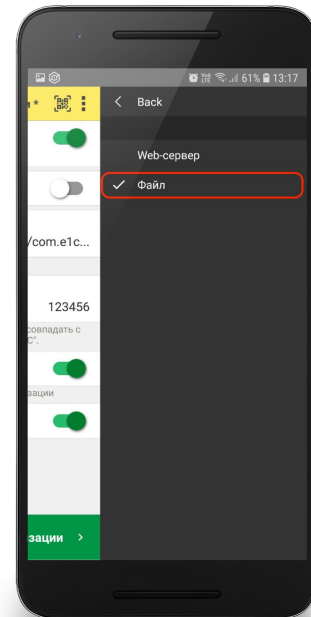 61% 13:17
и *
Back
Web-сервер
Файл
/com.e1c...
123456
совпадать с
С".
зации
зации